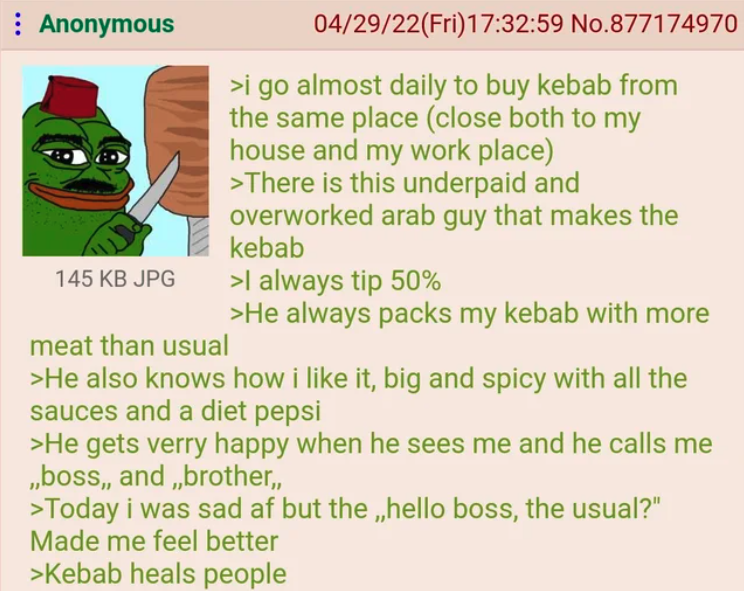 Anonymous 04/29/22(Fri)17:32:59 No.877174970
>i go almost daily to buy kebab from
the same place (close both to my
house and my work place)
>There is this underpaid and
overworked arab guy that makes the
kebab
145 KB JPG
>I always tip 50%
>He always packs my kebab with more
meat than usual
>He also knows how i like it, big and spicy with all the
sauces and a diet pepsi
>He gets verry happy when he sees me and he calls me
„boss„ and „brother„
>Today i was sad af but the „hello boss, the usual?"
Made me feel better
>Kebab heals people